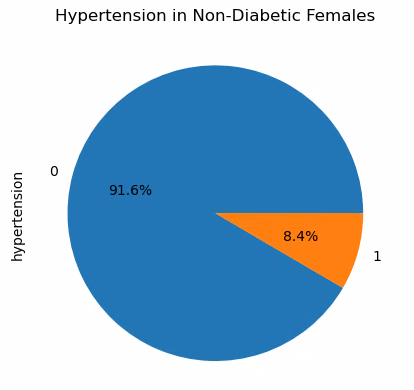 Hypertension in Non-Diabetic Females
0
91.6%
hypertension
8.4%
1